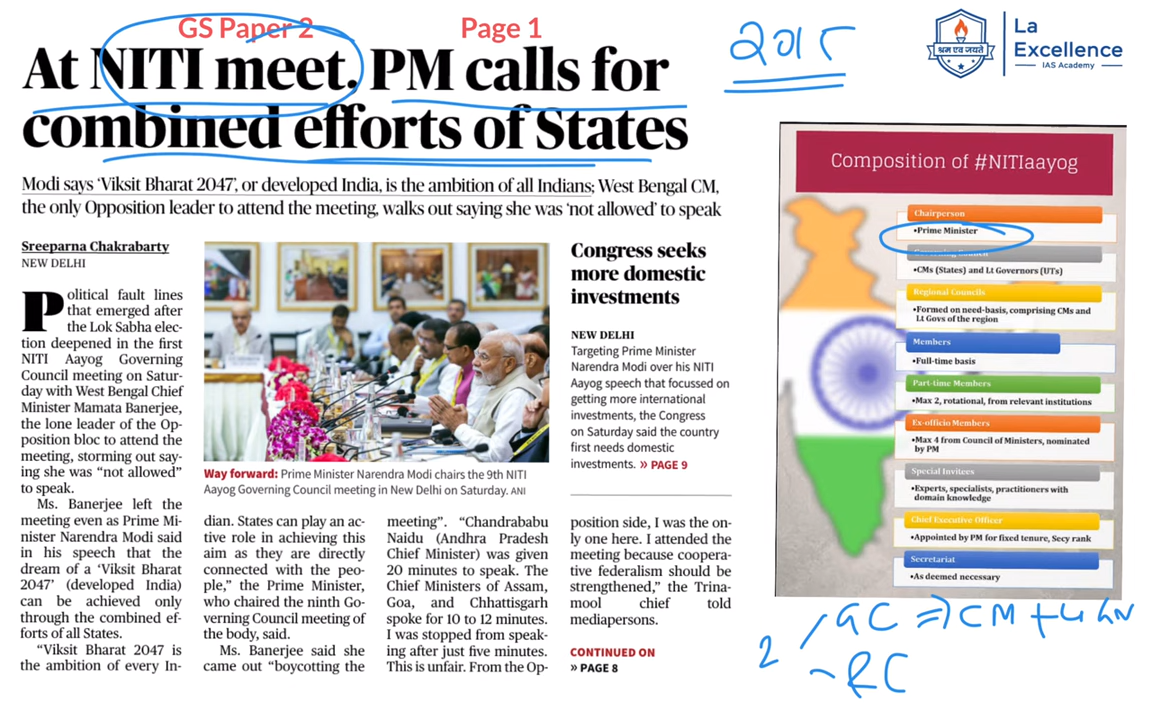 GS Paper 2
Page 1
At NITI meet, PM calls for
combined efforts of States
Modi says ‘Viksit Bharat 2047’, or developed India, is the ambition of all Indians; West Bengal CM,
the only Opposition leader to attend the meeting, walks out saying she was ‘not allowed’ to speak
Sreeparna Chakrabarty
NEW DELHI
Political fault lines
that emerged after
the Lok Sabha elec-
tion deepened in the first
NITI Aayog Governing
Council meeting on Satur-
day with West Bengal Chief
Minister Mamata Banerjee,
the lone leader of the Op-
position bloc to attend the
meeting, storming out say-
ing she was “not allowed”
to speak.
Ms. Banerjee left the
meeting even as Prime Mi-
nister Narendra Modi said
in his speech that the
dream of a ‘Viksit Bharat
2047’ (developed India)
can be achieved only
through the combined ef-
forts of all States.
“Viksit Bharat 2047 is
the ambition of every In-
Way forward: Prime Minister Narendra Modi chairs the 9th NITI
Aayog Governing Council meeting in New Delhi on Saturday. ANI
dian. States can play an ac-
tive role in achieving this
aim as they are directly
connected with the peo-
ple,” the Prime Minister,
who chaired the ninth Go-
verning Council meeting of
the body, said.
Ms. Banerjee said she
came out “boycotting the
meeting”. “Chandrababu
Naidu (Andhra Pradesh
Chief Minister) was given
20 minutes to speak. The
Chief Ministers of Assam,
Goa, and Chhattisgarh
spoke for 10 to 12 minutes.
I was stopped from speak-
ing after just five minutes.
This is unfair. From the Op-
Congress seeks
more domestic
investments
NEW DELHI
Targeting Prime Minister
Narendra Modi over his NITI
Aayog speech that focussed on
getting more international
investments, the Congress
on Saturday said the country
first needs domestic
investments. » PAGE 9
position side, I was the on-
ly one here. I attended the
meeting because coopera-
tive federalism should be
strengthened,” the Trina-
mool chief told
mediapersons.
CONTINUED ON
» PAGE 8
श्रम एव जयते
La
Excellence
IAS Academy
Composition of #NITIaayog
Chairperson
•Prime Minister
Governing Council
•CMs (States) and Lt Governors (UTs)
Regional Councils
•Formed on need-basis, comprising CMs and
Lt Govs of the region
Members
•Full-time basis
Part-time Members
•Max 2, rotational, from relevant institutions
Ex-officio Members
•Max 4 from Council of Ministers, nominated
by PM
Special Invitees
•Experts, specialists, practitioners with
domain knowledge
Chief Executive Officer
•Appointed by PM for fixed tenure, Secy rank
Secretariat
•As deemed necessary
GC ⇒ CM +
2
RC